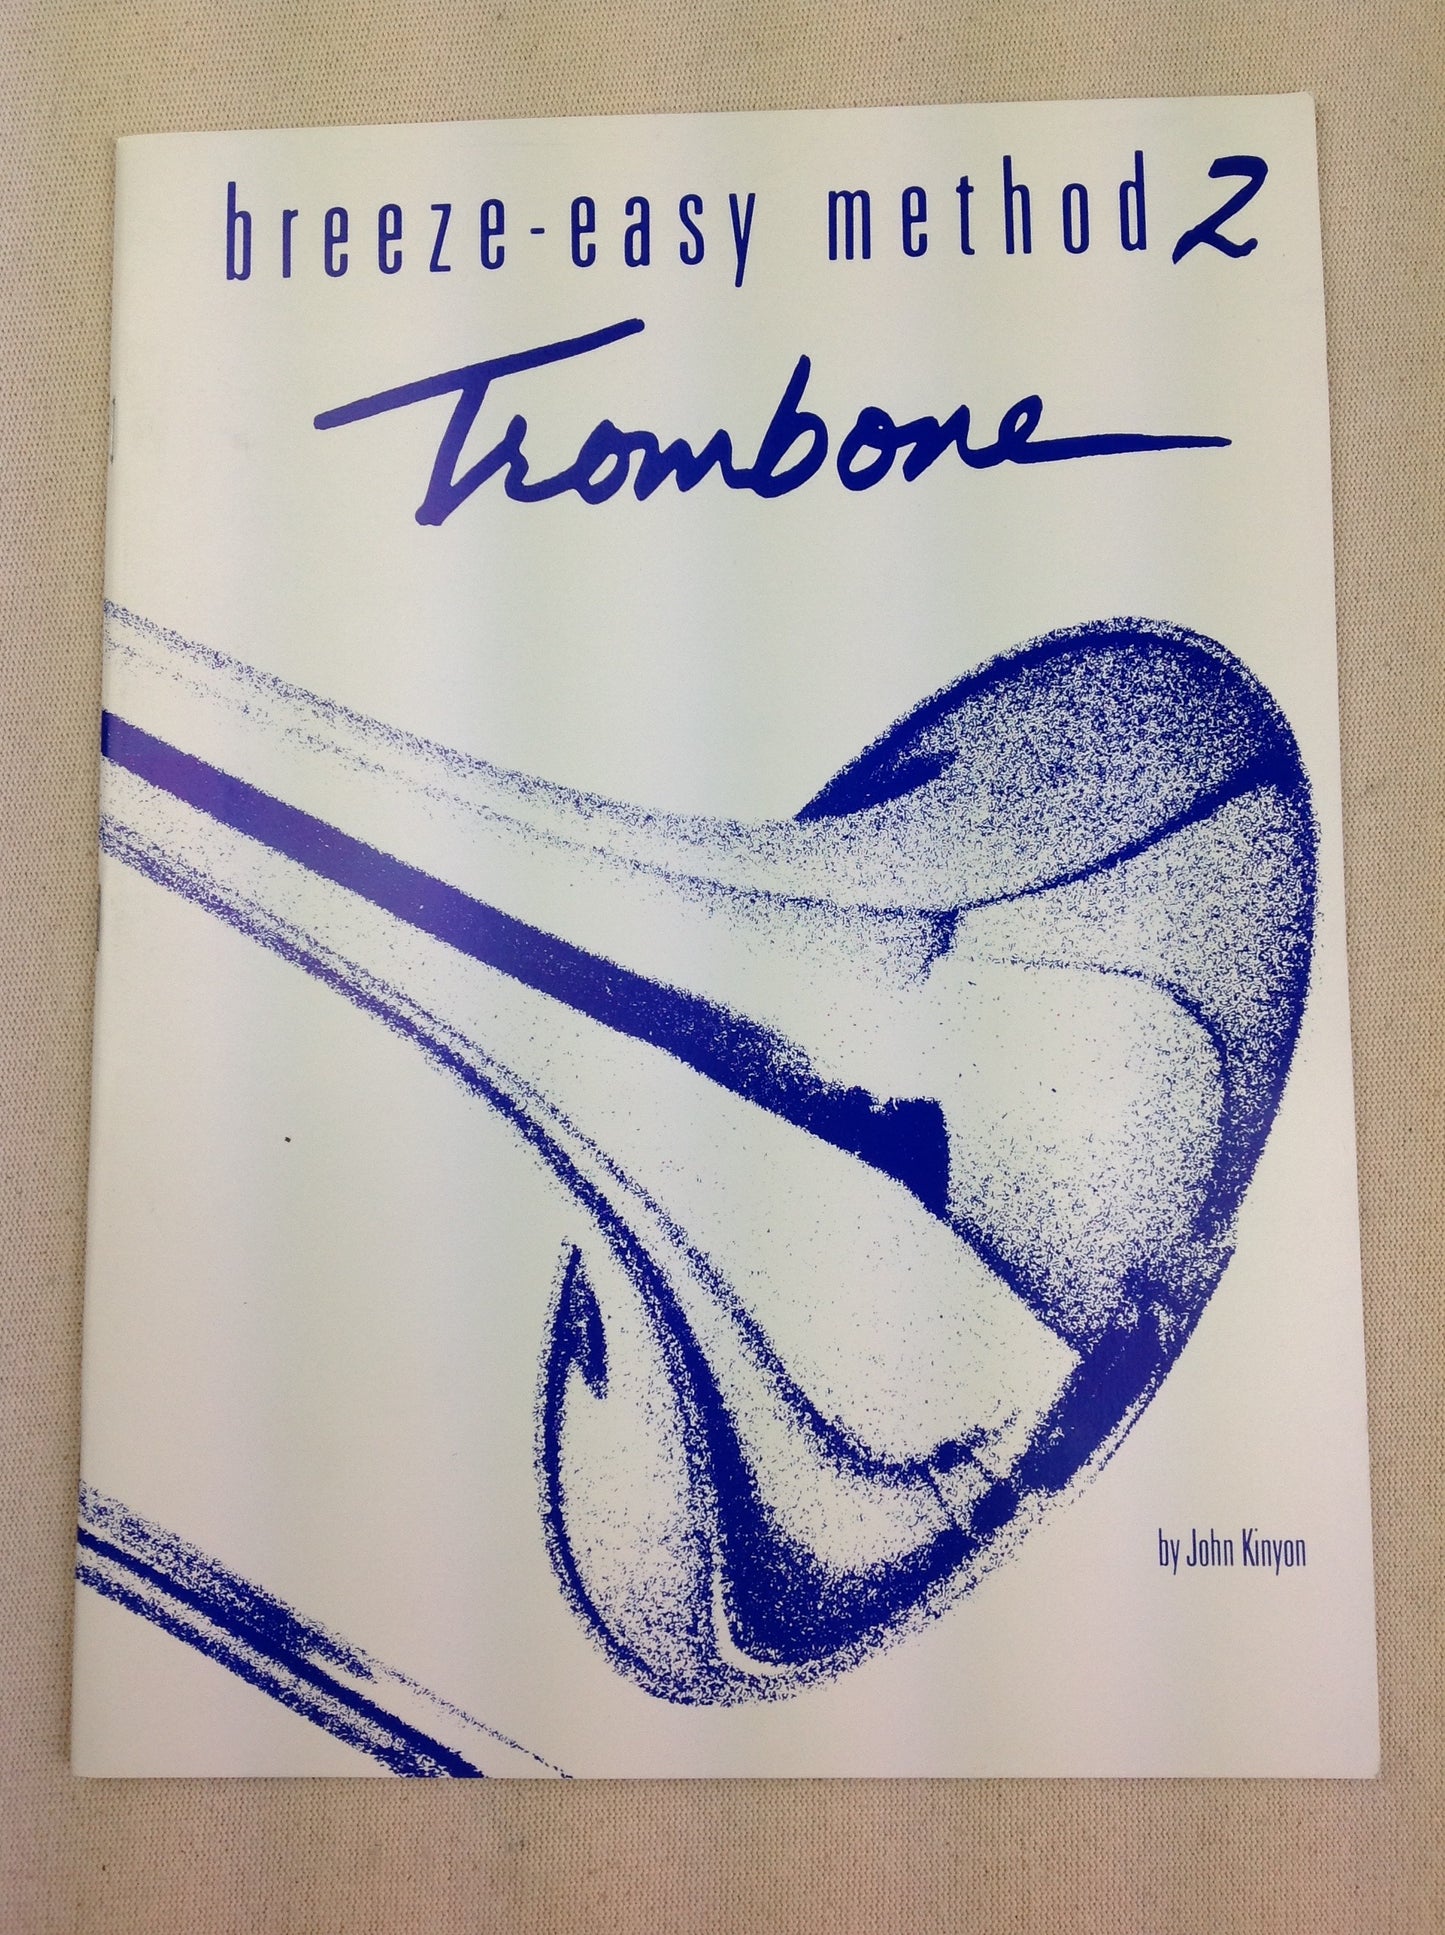 breeze-easy method 2
Trombone
by John Kinyon